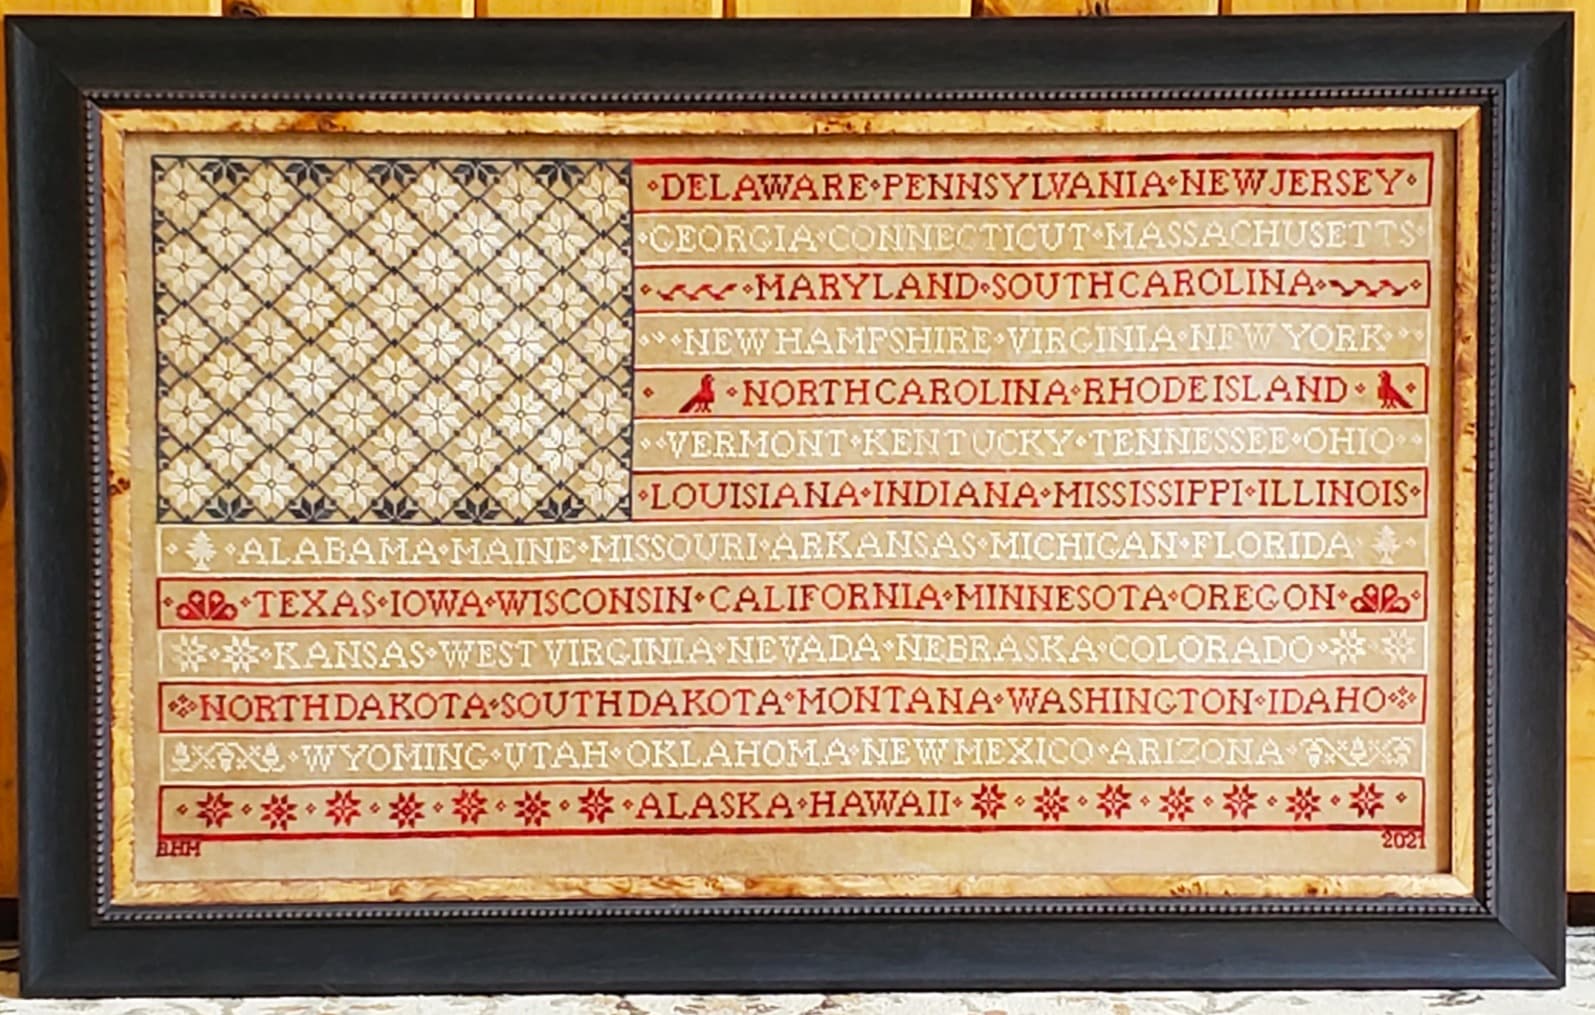 DELAWARE·PENNSYLVANIA·NEW JERSEY
GEORGIA·CONNECTICUT·MASSACHUSETTS
MARYLAND·SOUTH CAROLINA
NEW HAMPSHIRE·VIRGINIA·NEW YORK
NORTH CAROLINA·RHODE ISLAND
VERMONT·KENTUCKY·TENNESSEE·OHIO
LOUISIANA·INDIANA·MISSISSIPPI·ILLINOIS
ALABAMA·MAINE·MISSOURI·ARKANSAS·MICHIGAN·FLORIDA
TEXAS·IOWA·WISCONSIN·CALIFORNIA·MINNESOTA·OREGON
KANSAS·WEST VIRGINIA·NEVADA·NEBRASKA·COLORADO
NORTH DAKOTA·SOUTH DAKOTA·MONTANA·WASHINGTON·IDAHO
WYOMING·UTAH·OKLAHOMA·NEW MEXICO·ARIZONA
ALASKA·HAWAII
2021